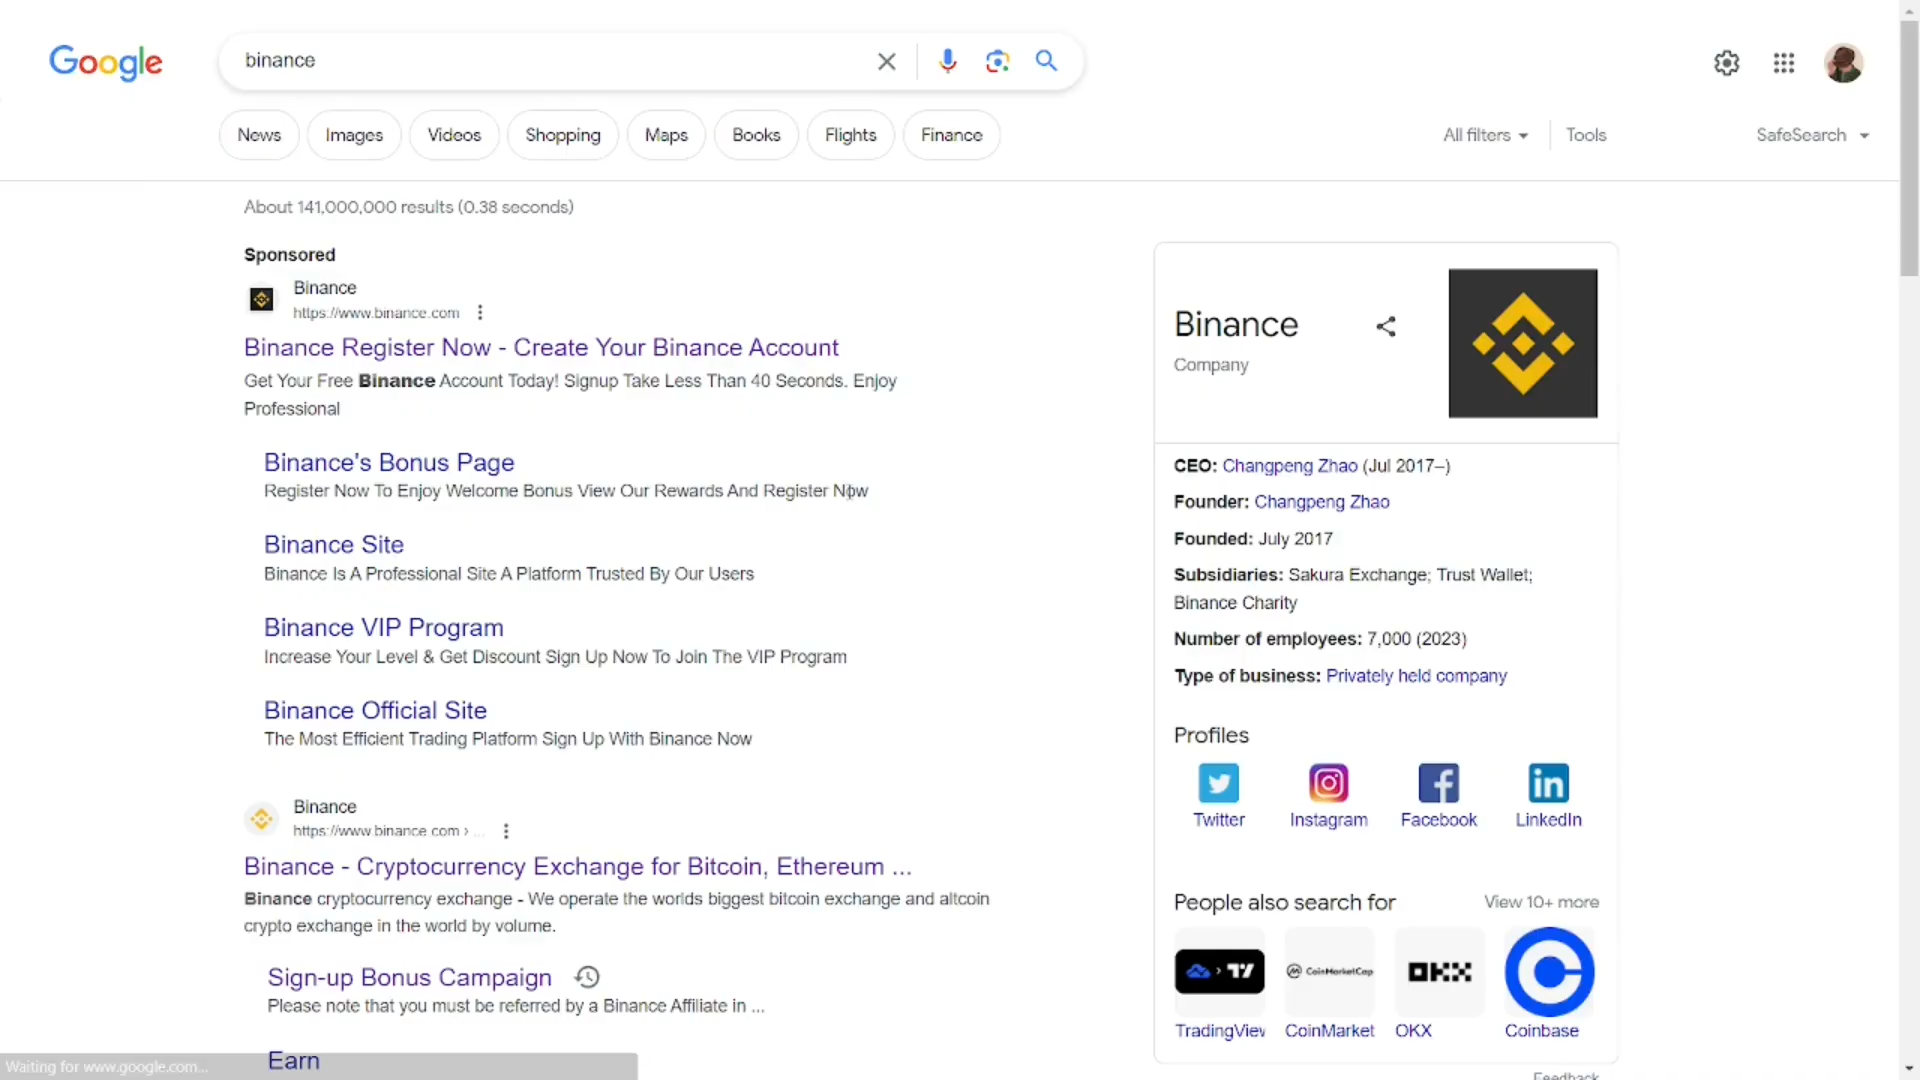 Google
binance
News
Images
Videos
Shopping
Maps
Books
Flights
Finance
All filters
Tools
SafeSearch
About 141,000,000 results (0.38 seconds)
Sponsored
Binance
https://www.binance.com
Binance Register Now - Create Your Binance Account
Get Your Free Binance Account Today! Signup Take Less Than 40 Seconds. Enjoy
Professional
Binance's Bonus Page
Register Now To Enjoy Welcome Bonus View Our Rewards And Register Now
Binance Site
Binance Is A Professional Site A Platform Trusted By Our Users
Binance VIP Program
Increase Your Level & Get Discount Sign Up Now To Join The VIP Program
Binance Official Site
The Most Efficient Trading Platform Sign Up With Binance Now
Binance
https://www.binance.com › ...
Binance - Cryptocurrency Exchange for Bitcoin, Ethereum ...
Binance cryptocurrency exchange - We operate the worlds biggest bitcoin exchange and altcoin
crypto exchange in the world by volume.
Sign-up Bonus Campaign
Please note that you must be referred by a Binance Affiliate in ...
Earn
Waiting for www.google.com...
Binance
Company
CEO: Changpeng Zhao (Jul 2017–)
Founder: Changpeng Zhao
Founded: July 2017
Subsidiaries: Sakura Exchange; Trust Wallet;
Binance Charity
Number of employees: 7,000 (2023)
Type of business: Privately held company
Profiles
Twitter
Instagram
Facebook
LinkedIn
People also search for
View 10+ more
CoinMarketCap
OKX
TradingView
CoinMarket
OKX
Coinbase
Feedback